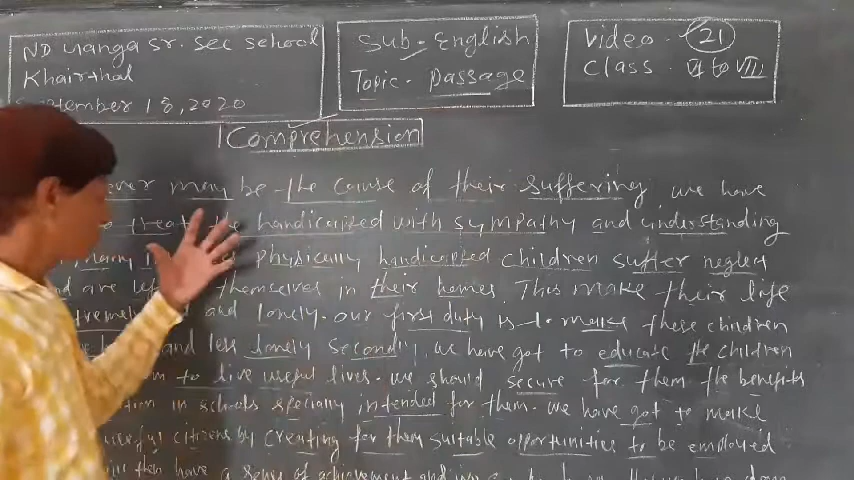 ND Ganga sr. sec school
Khairthal
September 18, 2020
Sub - English
Topic - passage
Video - 21
Class - VI to VIII
Comprehension
ever may be the cause of their suffering, we have
treat the handicapped with sympathy and understanding
many physically handicapped children suffer neglect
are themselves in their homes. This make their life
and lonely. our first duty is to make these children
and less lonely secondly, we have got to educate the children
to live useful lives. we should secure for them the benefits
in schools specially intended for them. we have got to make
useful citizens by creating for them suitable opportunities to be employed
then have a sense of achievement and